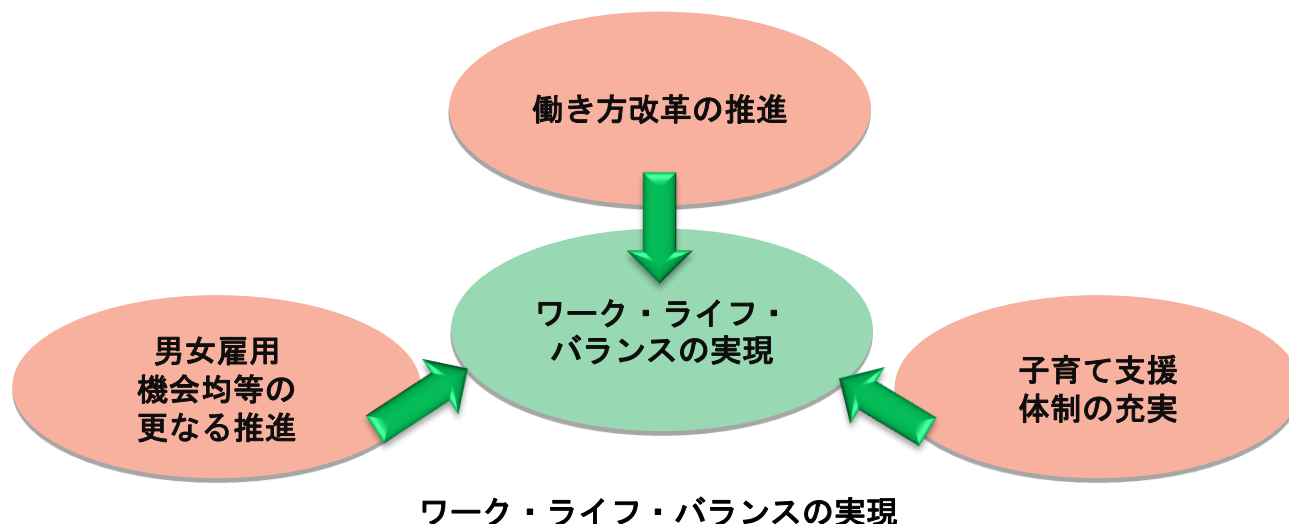 働き方改革の推進
ワーク・ライフ・
バランスの実現
男女雇用
機会均等の
更なる推進
子育て支援
体制の充実
ワーク・ライフ・バランスの実現